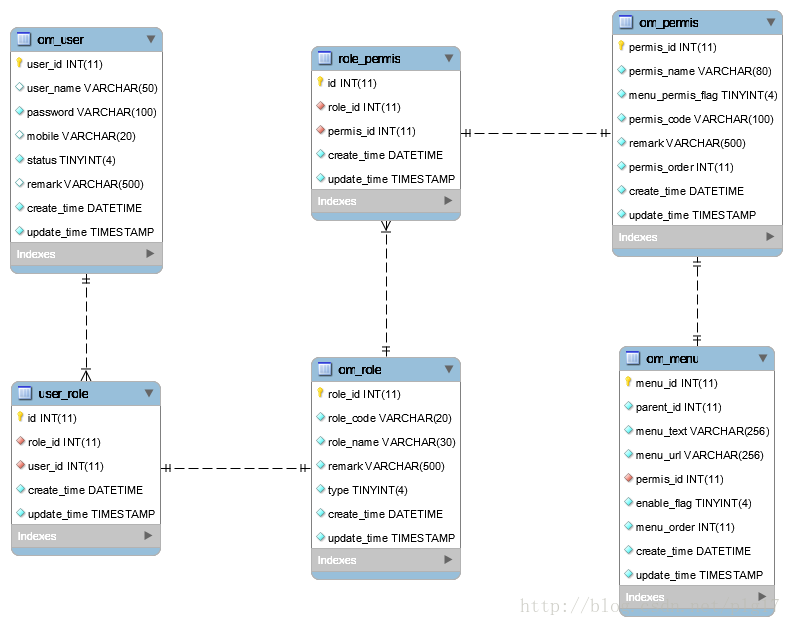 om_user
user_id INT(11)
user_name VARCHAR(50)
password VARCHAR(100)
mobile VARCHAR(20)
status TINYINT(4)
remark VARCHAR(500)
create_time DATETIME
update_time TIMESTAMP
Indexes
role_permis
id INT(11)
role_id INT(11)
permis_id INT(11)
create_time DATETIME
update_time TIMESTAMP
Indexes
om_permis
permis_id INT(11)
permis_name VARCHAR(80)
menu_permis_flag TINYINT(4)
permis_code VARCHAR(100)
remark VARCHAR(500)
permis_order INT(11)
create_time DATETIME
update_time TIMESTAMP
Indexes
user_role
id INT(11)
role_id INT(11)
user_id INT(11)
create_time DATETIME
update_time TIMESTAMP
Indexes
om_role
role_id INT(11)
role_code VARCHAR(20)
role_name VARCHAR(30)
remark VARCHAR(500)
type TINYINT(4)
create_time DATETIME
update_time TIMESTAMP
Indexes
om_menu
menu_id INT(11)
parent_id INT(11)
menu_text VARCHAR(256)
menu_url VARCHAR(256)
permis_id INT(11)
enable_flag TINYINT(4)
menu_order INT(11)
create_time DATETIME
update_time TIMESTAMP
Indexes